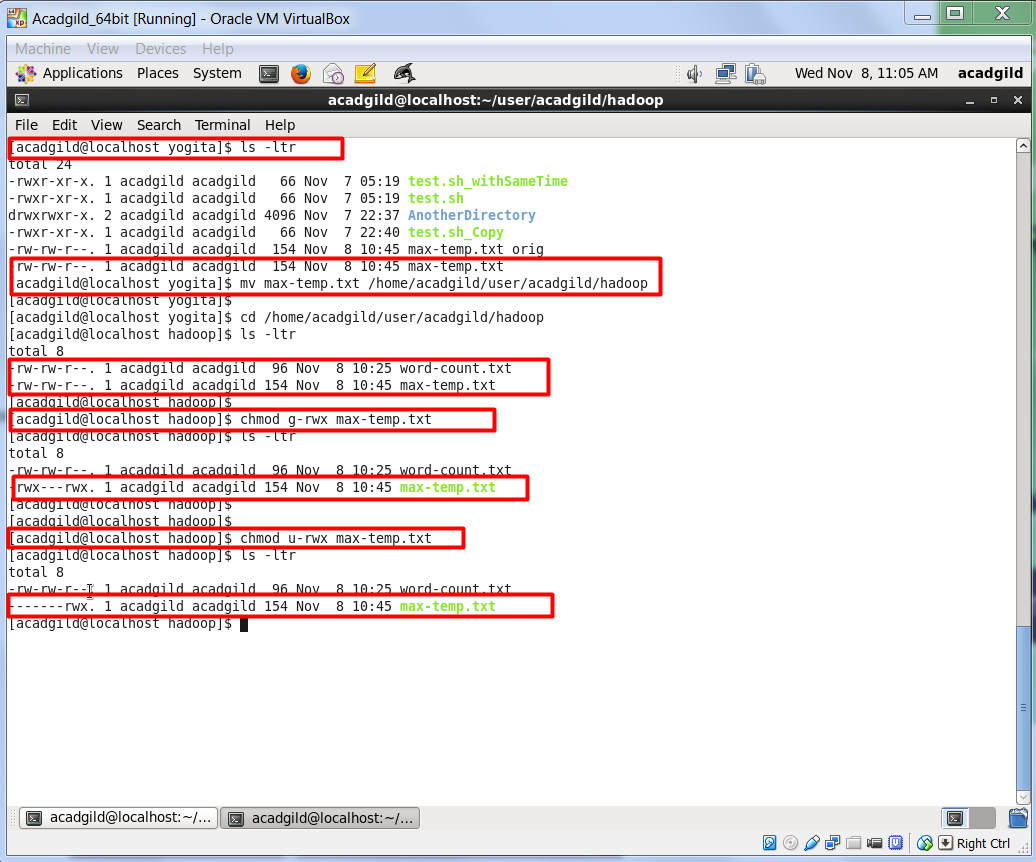 Acadgild_64bit [Running] - Oracle VM VirtualBox
Machine View Devices Help
Applications Places System Wed Nov 8, 11:05 AM acadgild
acadgild@localhost:~/user/acadgild/hadoop
File Edit View Search Terminal Help
[acadgild@localhost yogita]$ ls -ltr
total 24
-rwxr-xr-x. 1 acadgild acadgild 66 Nov 7 05:19 test.sh_withSameTime
-rwxr-xr-x. 1 acadgild acadgild 66 Nov 7 05:19 test.sh
drwxrwxr-x. 2 acadgild acadgild 4096 Nov 7 22:37 AnotherDirectory
-rwxr-xr-x. 1 acadgild acadgild 66 Nov 7 22:40 test.sh_Copy
-rw-rw-r--. 1 acadgild acadgild 154 Nov 8 10:45 max-temp.txt orig
rw-rw-r--. 1 acadgild acadgild 154 Nov 8 10:45 max-temp.txt
[acadgild@localhost yogita]$ mv max-temp.txt /home/acadgild/user/acadgild/hadoop
[acadgild@localhost yogita]$
[acadgild@localhost yogita]$ cd /home/acadgild/user/acadgild/hadoop
[acadgild@localhost hadoop]$ ls -ltr
total 8
-rw-rw-r--. 1 acadgild acadgild 96 Nov 8 10:25 word-count.txt
-rw-rw-r--. 1 acadgild acadgild 154 Nov 8 10:45 max-temp.txt
[acadgild@localhost hadoop]$
[acadgild@localhost hadoop]$ chmod g-rwx max-temp.txt
[acadgild@localhost hadoop]$ ls -ltr
total 8
-rw-rw-r--. 1 acadgild acadgild 96 Nov 8 10:25 word-count.txt
-rwx---rwx. 1 acadgild acadgild 154 Nov 8 10:45 max-temp.txt
[acadgild@localhost hadoop]$
[acadgild@localhost hadoop]$
[acadgild@localhost hadoop]$ chmod u-rwx max-temp.txt
[acadgild@localhost hadoop]$ ls -ltr
total 8
-rw-rw-r--. 1 acadgild acadgild 96 Nov 8 10:25 word-count.txt
-------rwx. 1 acadgild acadgild 154 Nov 8 10:45 max-temp.txt
[acadgild@localhost hadoop]$
acadgild@localhost:~/... acadgild@localhost:~/...
Right Ctrl